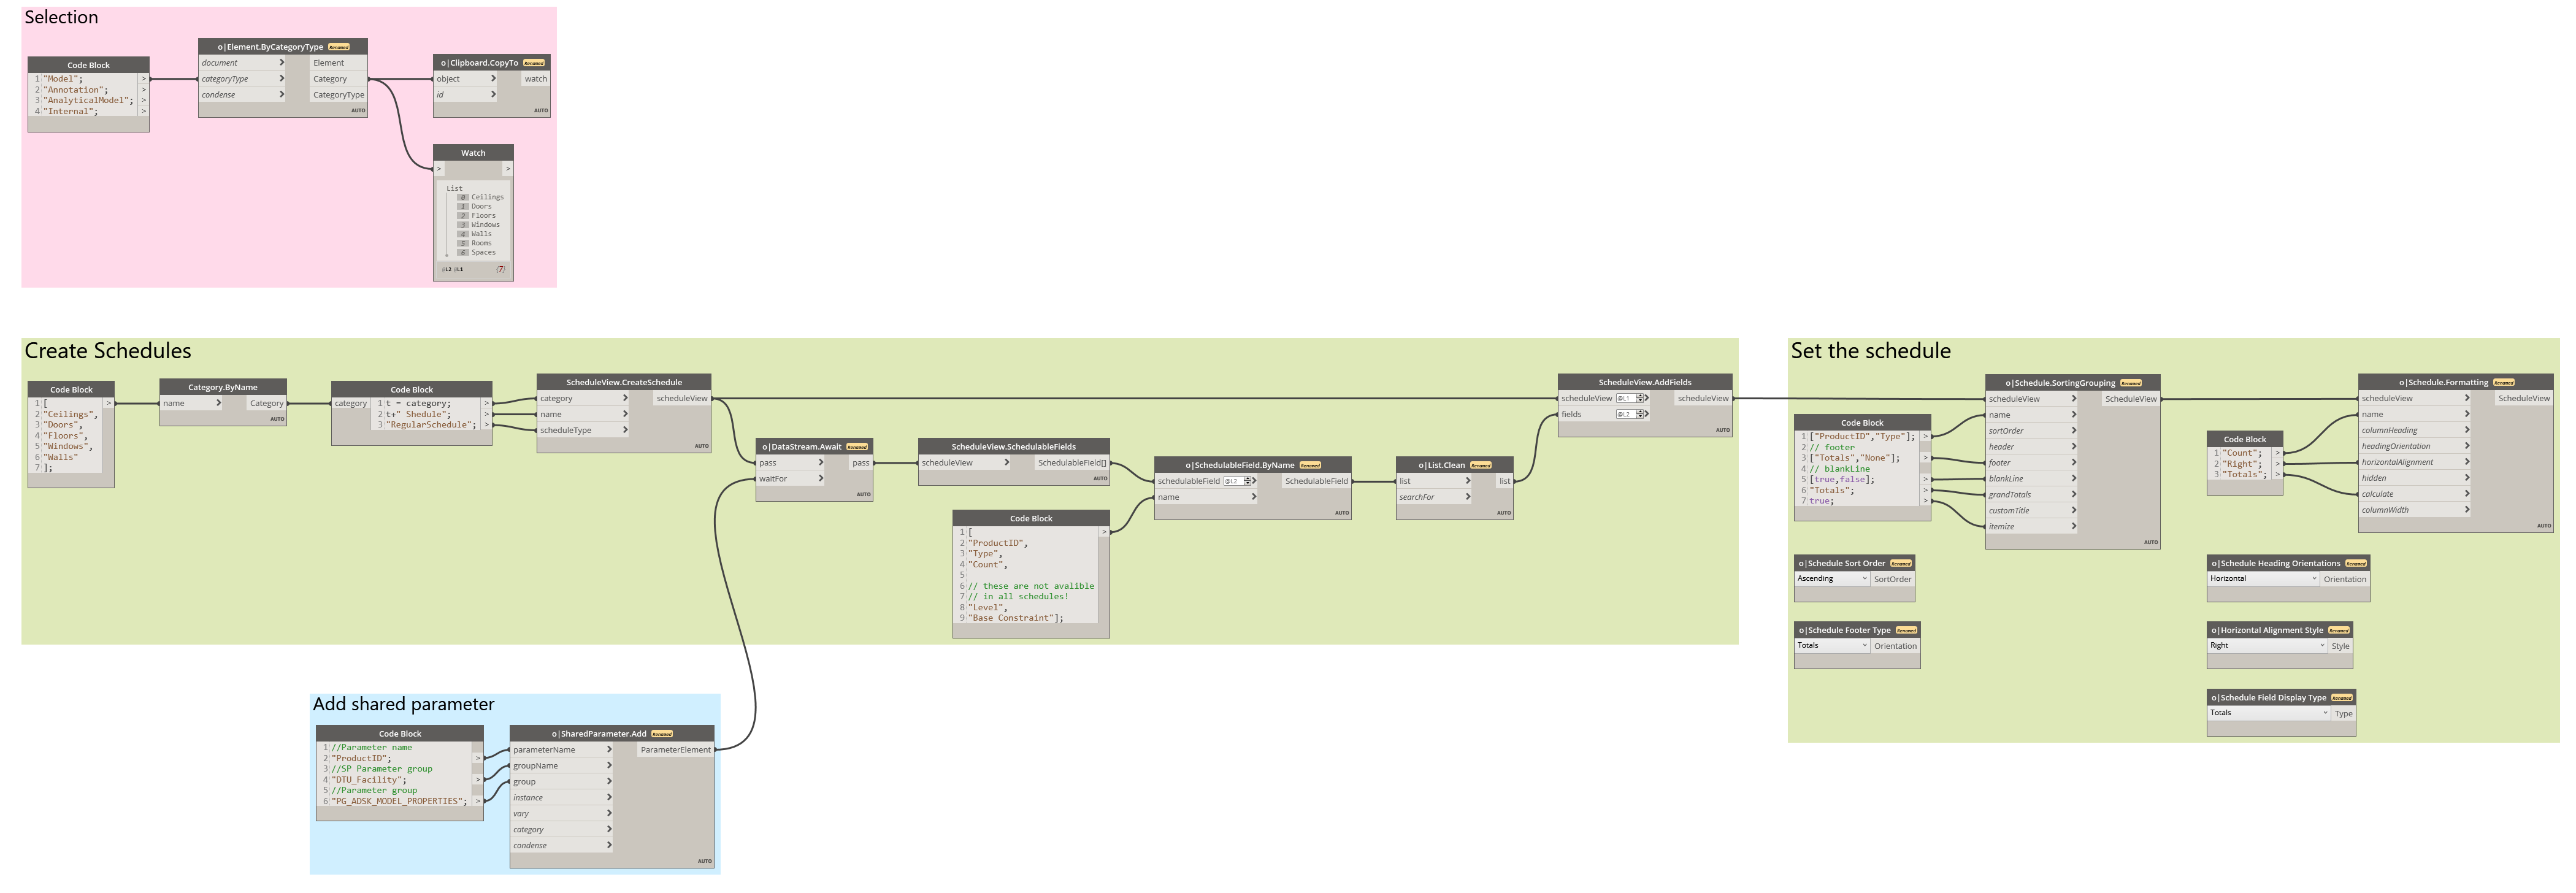 Selection
Code Block
1 "Model"; >
2 "Annotation"; >
3 "AnalyticalModel"; >
4 "Internal"; >
o|Element.ByCategoryType Renamed
document > Element
categoryType > Category
condense > CategoryType
AUTO
o|Clipboard.CopyTo Renamed
object > watch
id >
AUTO
Watch
> >
List
0 Ceilings
1 Doors
2 Floors
3 Windows
4 Walls
5 Rooms
6 Spaces
@L2 @L1 {7}
Create Schedules
Code Block
1 [ >
2 "Ceilings",
3 "Doors",
4 "Floors",
5 "Windows",
6 "Walls"
7 ];
Category.ByName
name > Category
AUTO
Code Block
category 1 t = category; >
2 t+" Shedule"; >
3 "RegularSchedule"; >
ScheduleView.CreateSchedule
category > scheduleView
name >
scheduleType >
AUTO
o|DataStream.Await Renamed
pass > pass
waitFor >
AUTO
ScheduleView.SchedulableFields
scheduleView > SchedulableField[]
AUTO
Code Block
1 [ >
2 "ProductID",
3 "Type",
4 "Count",
5
6 // these are not avalible
7 // in all schedules!
8 "Level",
9 "Base Constraint"];
o|SchedulableField.ByName Renamed
schedulableField @L2 > SchedulableField
name >
AUTO
o|List.Clean Renamed
list > list
searchFor >
AUTO
ScheduleView.AddFields
scheduleView @L1 > scheduleView
fields @L2 >
AUTO
Set the schedule
Code Block
1 ["ProductID","Type"]; >
2 // footer
3 ["Totals","None"]; >
4 // blankLine
5 [true,false]; >
6 "Totals"; >
7 true; >
o|Schedule.SortingGrouping Renamed
scheduleView > ScheduleView
name >
sortOrder >
header >
footer >
blankLine >
grandTotals >
customTitle >
itemize >
AUTO
Code Block
1 "Count"; >
2 "Right"; >
3 "Totals"; >
o|Schedule.Formatting Renamed
scheduleView > ScheduleView
name >
columnHeading >
headingOrientation >
horizontalAlignment >
hidden >
calculate >
columnWidth >
AUTO
o|Schedule Sort Order Renamed
Ascending SortOrder
o|Schedule Footer Type Renamed
Totals Orientation
o|Schedule Heading Orientations Renamed
Horizontal Orientation
o|Horizontal Alignment Style Renamed
Right Style
o|Schedule Field Display Type Renamed
Totals Type
Add shared parameter
Code Block
1 //Parameter name
2 "ProductID"; >
3 //SP Parameter group
4 "DTU_Facility"; >
5 //Parameter group
6 "PG_ADSK_MODEL_PROPERTIES"; >
o|SharedParameter.Add Renamed
parameterName > ParameterElement
groupName >
group >
instance >
vary >
category >
condense >
AUTO